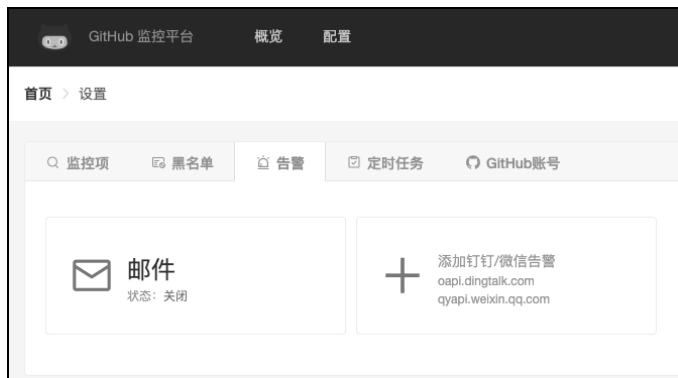 GitHub 监控平台 概览 配置
首页 > 设置
监控项 黑名单 告警 定时任务 GitHub账号
邮件
状态：关闭
添加钉钉/微信告警
oapi.dingtalk.com
qyapi.weixin.qq.com